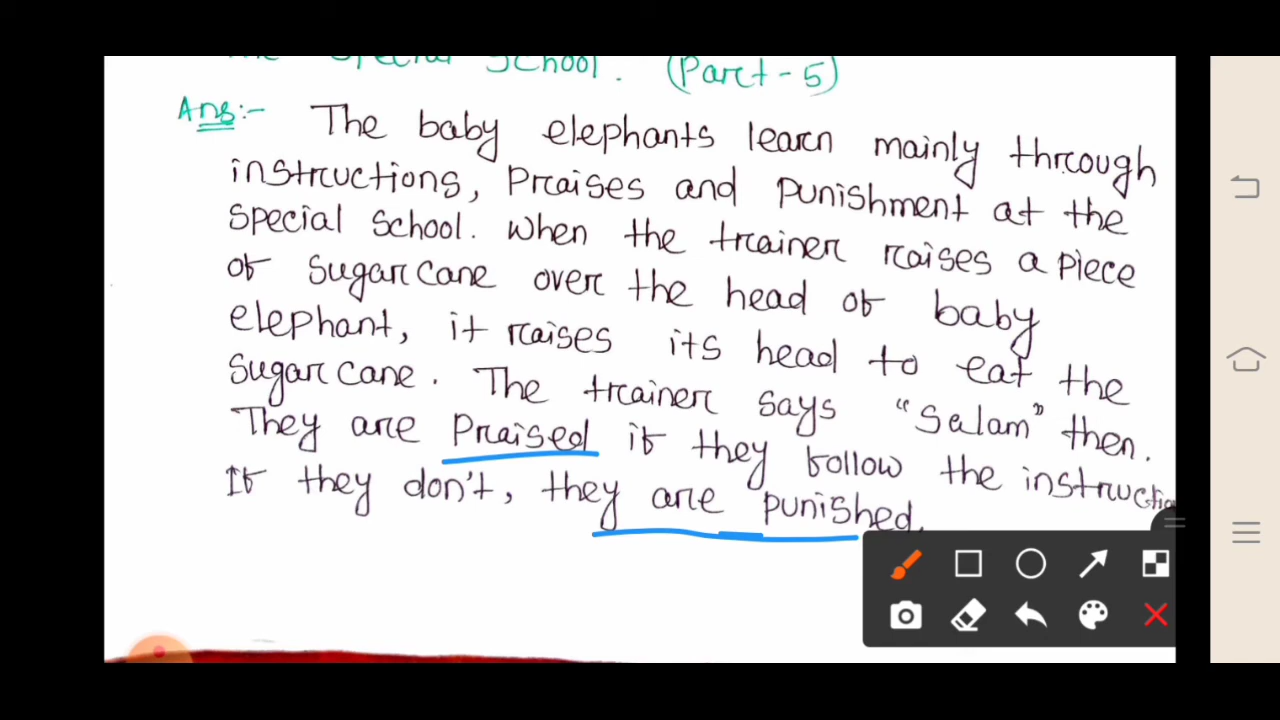 The Special School. (Part - 5)
Ans:- The baby elephants learn mainly through
instructions, Praises and punishment at the
special school. When the trainer raises a piece
of sugarcane over the head of baby
elephant, it raises its head to eat the
sugarcane. The trainer says "Salam" then.
They are Praised if they follow the instruction
If they don't, they are punished.